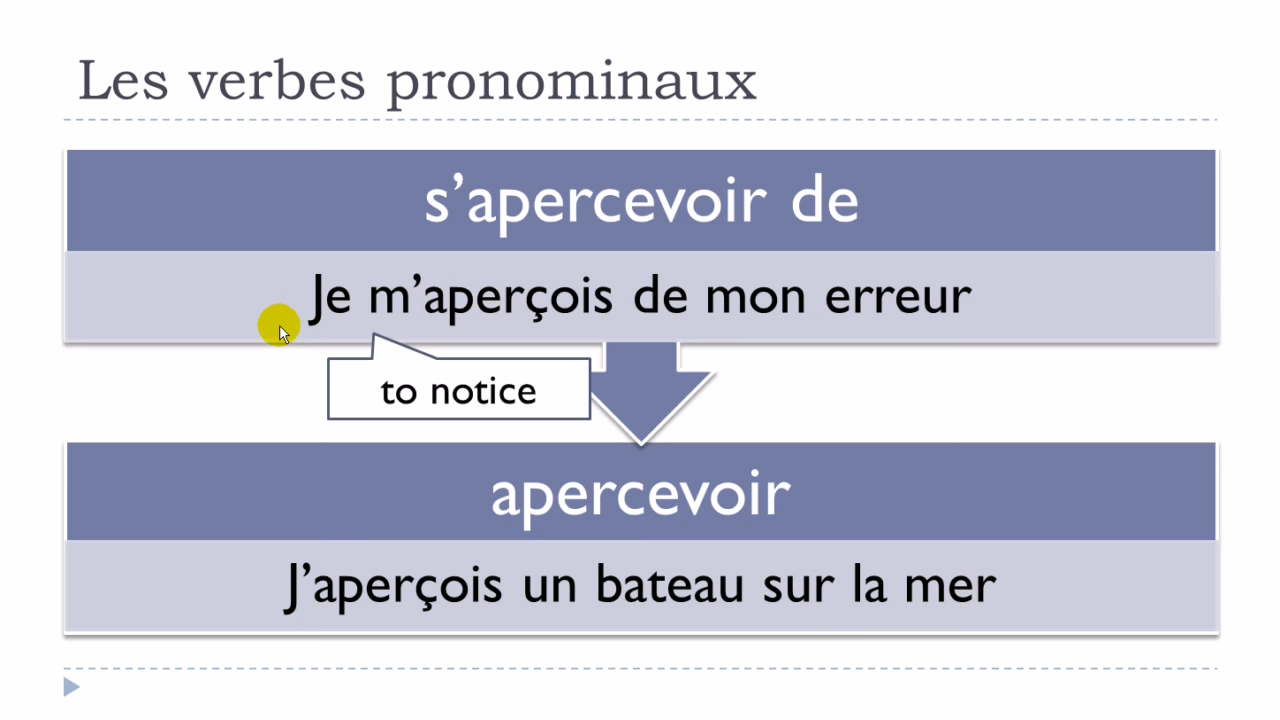 Les verbes pronominaux
s’apercevoir de
Je m’aperçois de mon erreur
to notice
apercevoir
J’aperçois un bateau sur la mer